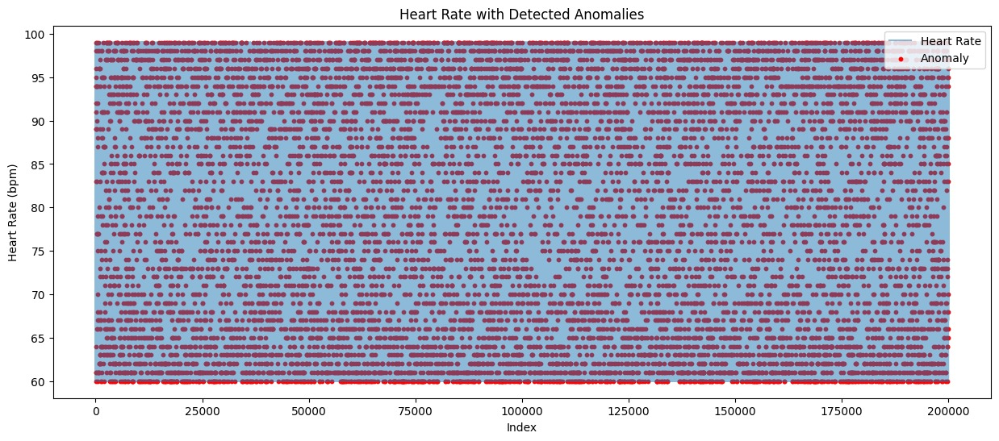 Heart Rate with Detected Anomalies
Heart Rate
Anomaly
Heart Rate (bpm)
100
95
90
85
80
75
70
65
60
0 25000 50000 75000 100000 125000 150000 175000 200000
Index